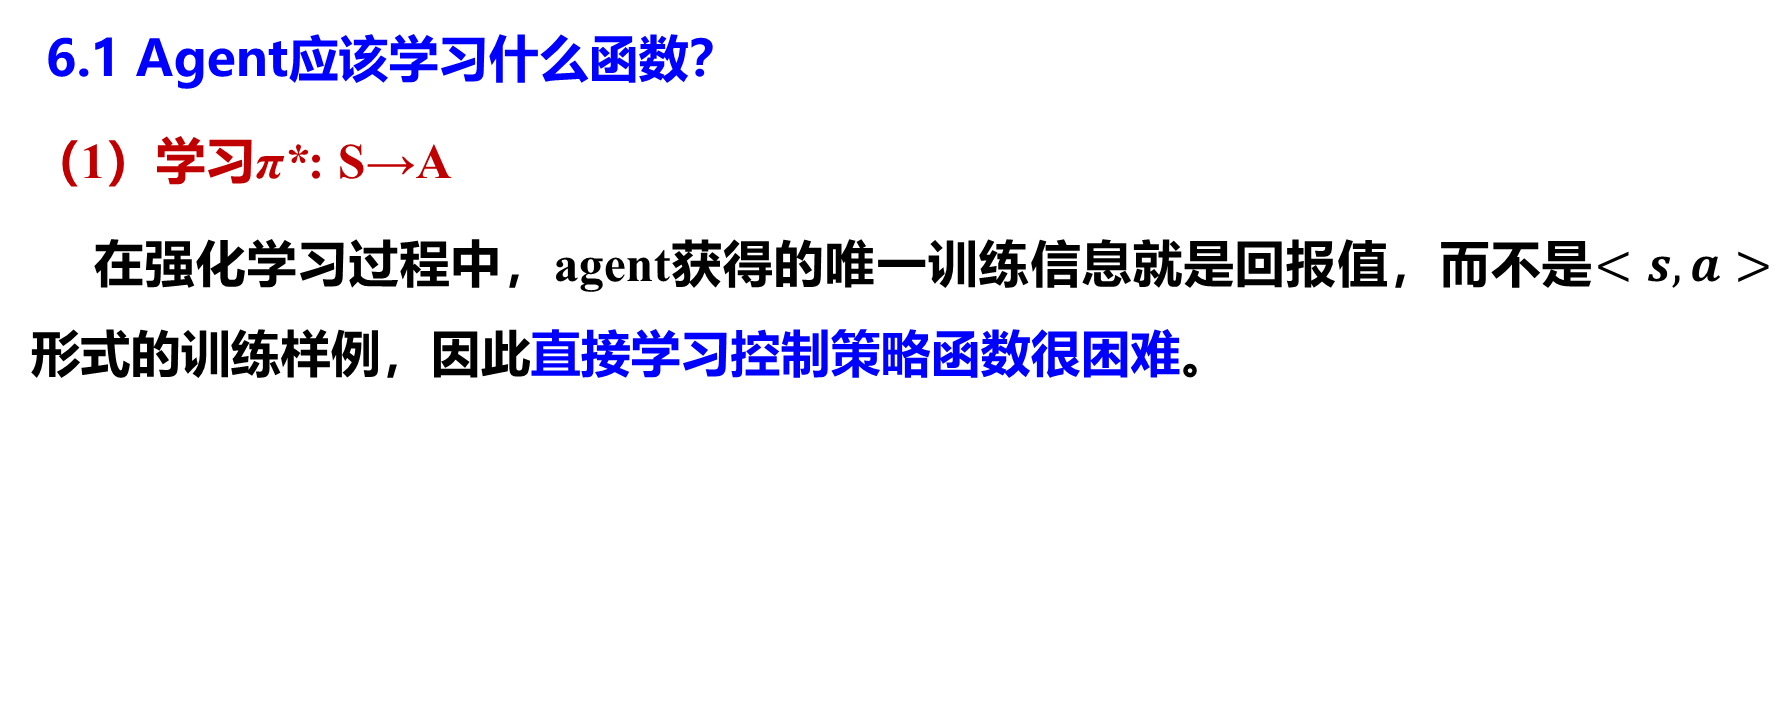 6.1 Agent应该学习什么函数?
（1）学习π*: S→A
在强化学习过程中，agent获得的唯一训练信息就是回报值，而不是< s, a >
形式的训练样例，因此直接学习控制策略函数很困难。